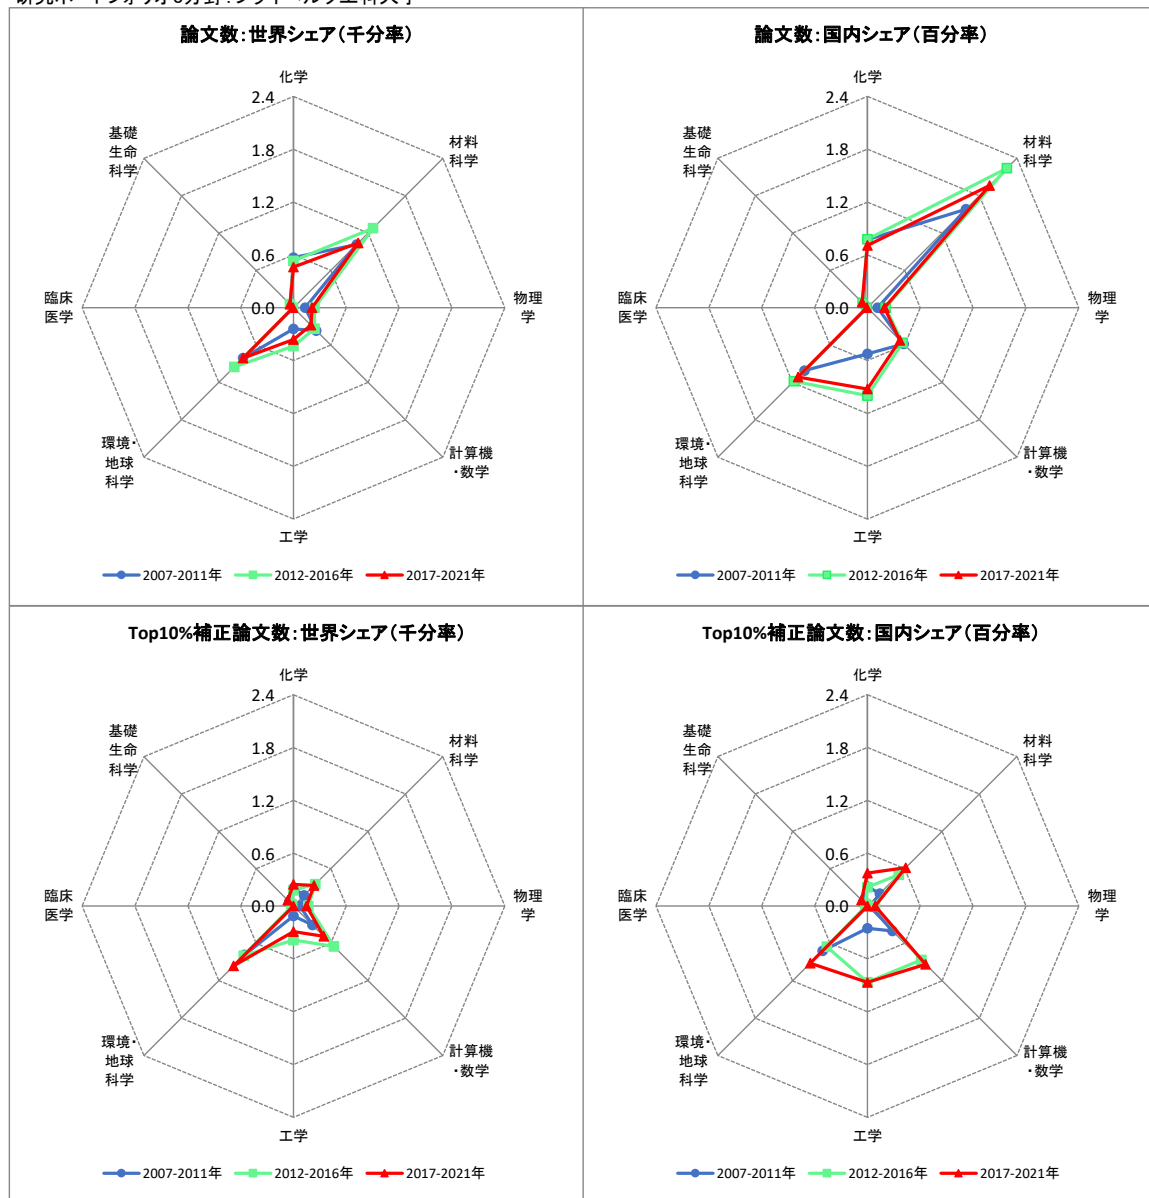 論文数：世界シェア（千分率）
化学
2.4
1.8
1.2
0.6
0.0
材料
科学
物理
学
計算機
・数学
工学
環境・
地球
科学
臨床
医学
基礎
生命
科学
2007-2011年
2012-2016年
2017-2021年
論文数：国内シェア（百分率）
化学
2.4
1.8
1.2
0.6
0.0
材料
科学
物理
学
計算機
・数学
工学
環境・
地球
科学
臨床
医学
基礎
生命
科学
2007-2011年
2012-2016年
2017-2021年
Top10%補正論文数：世界シェア（千分率）
化学
2.4
1.8
1.2
0.6
0.0
材料
科学
物理
学
計算機
・数学
工学
環境・
地球
科学
臨床
医学
基礎
生命
科学
2007-2011年
2012-2016年
2017-2021年
Top10%補正論文数：国内シェア（百分率）
化学
2.4
1.8
1.2
0.6
0.0
材料
科学
物理
学
計算機
・数学
工学
環境・
地球
科学
臨床
医学
基礎
生命
科学
2007-2011年
2012-2016年
2017-2021年